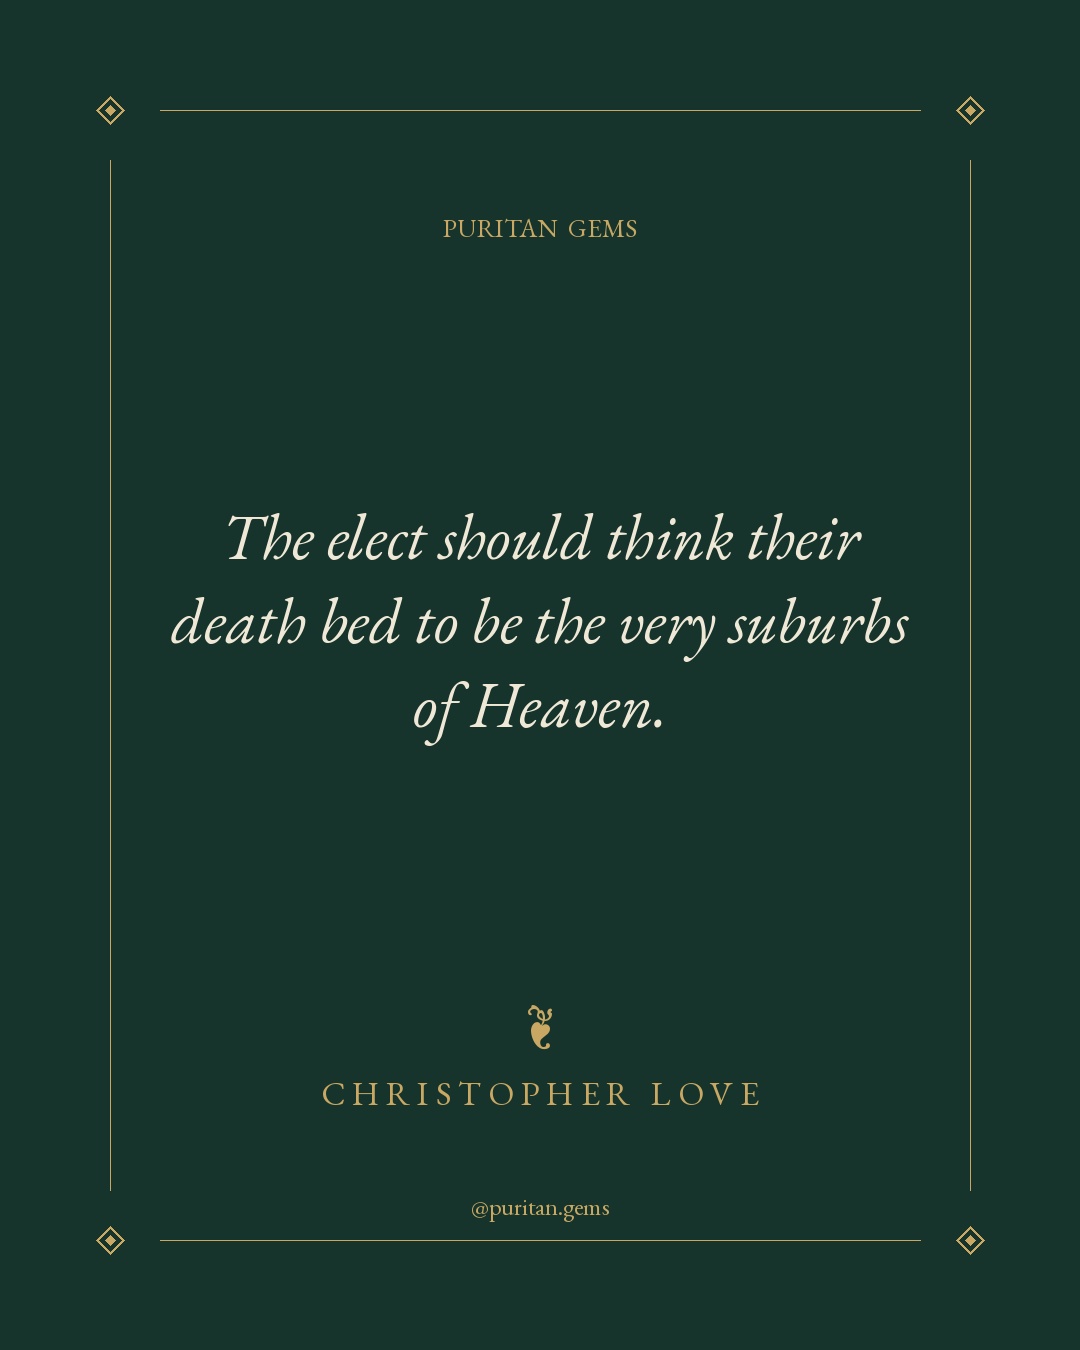 PURITAN GEMS
The elect should think their
death bed to be the very suburbs
of Heaven.
CHRISTOPHER LOVE
@puritan.gems